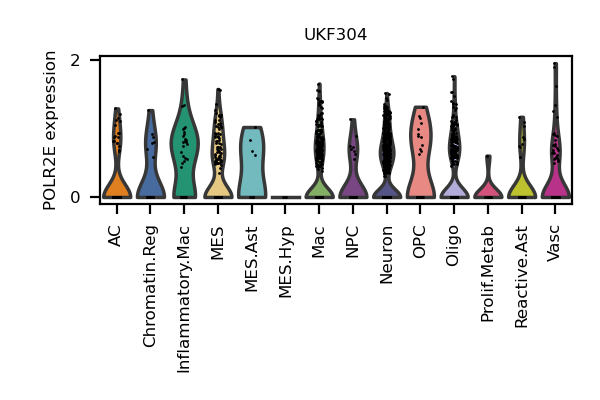 UKF304
POLR2E expression
2
0
AC
Chromatin.Reg
Inflammatory.Mac
MES
MES.Ast
MES.Hyp
Mac
NPC
Neuron
OPC
Oligo
Prolif.Metab
Reactive.Ast
Vasc